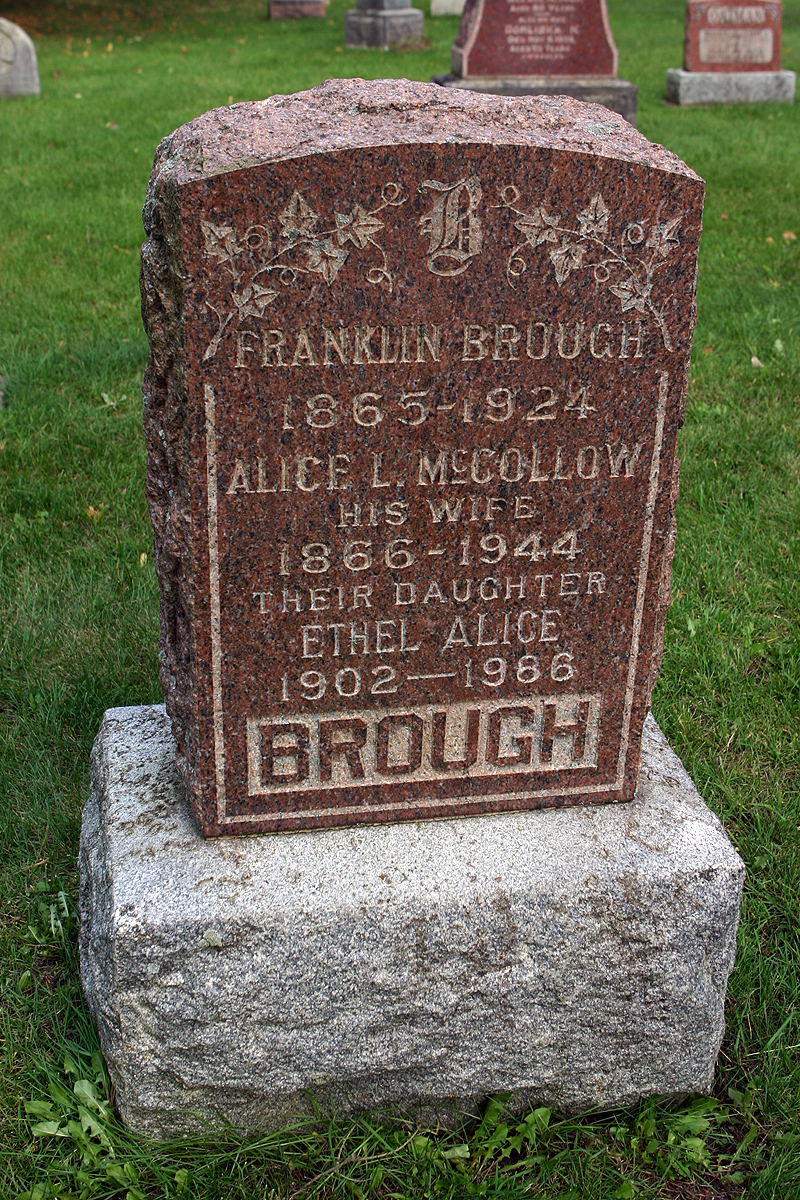 B
FRANKLIN BROUGH
1865-1924
ALICE L. McCOLLOW
HIS WIFE
1866-1944
THEIR DAUGHTER
ETHEL ALICE
1902—1986
BROUGH